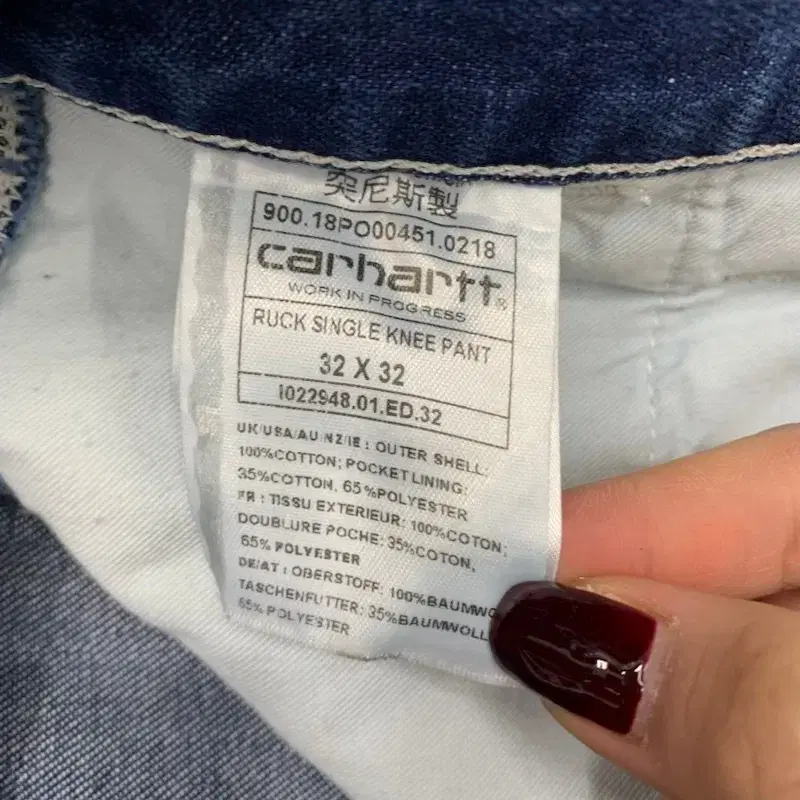 突尼斯製
900.18PO00451.0218
carhartt®
WORK IN PROGRESS
RUCK SINGLE KNEE PANT
32 X 32
I022948.01.ED.32
UK/USA/AU/NZ/IE : OUTER SHELL:
100%COTTON; POCKET LINING:
35%COTTON, 65%POLYESTER
FR : TISSU EXTERIEUR: 100%COTON;
DOUBLURE POCHE: 35%COTON,
65% POLYESTER
DE/AT : OBERSTOFF: 100%BAUMWO
TASCHENFUTTER: 35%BAUMWOLL
65% POLYESTER